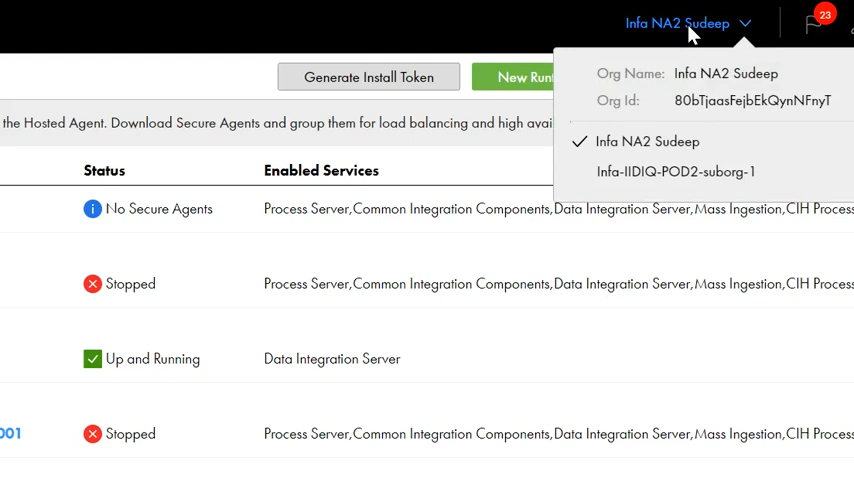 Infa NA2 Sudeep
23
Generate Install Token
New Runt
Org Name: Infa NA2 Sudeep
Org Id: 80bTjaasFejbEkQynNFnyT
Infa NA2 Sudeep
Infa-IIDIQ-POD2-suborg-1
the Hosted Agent. Download Secure Agents and group them for load balancing and high avai
Status Enabled Services
No Secure Agents Process Server,Common Integration Components,Data Integration Server,Mass Ingestion,CIH Process
Stopped Process Server,Common Integration Components,Data Integration Server,Mass Ingestion,CIH Process
Up and Running Data Integration Server
001 Stopped Process Server,Common Integration Components,Data Integration Server,Mass Ingestion,CIH Process